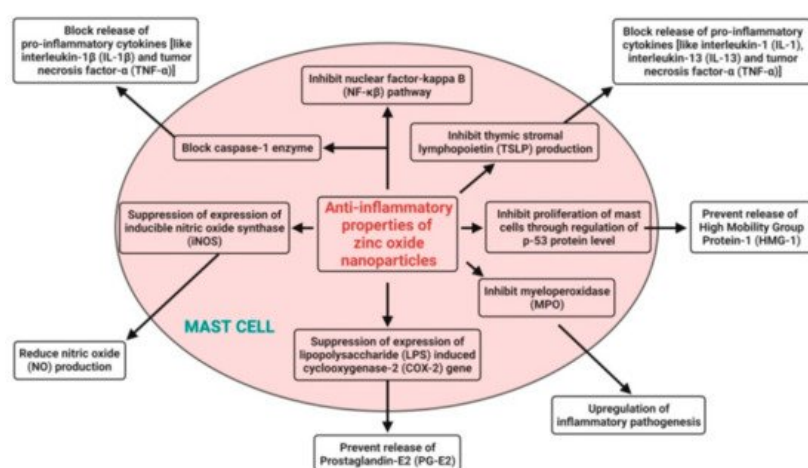 Block release of
pro-inflammatory cytokines [like
interleukin-1β (IL-1β) and tumor
necrosis factor-α (TNF-α)]
Block release of pro-inflammatory
cytokines [like interleukin-1 (IL-1),
interleukin-13 (IL-13) and tumor
necrosis factor-α (TNF-α)]
Inhibit nuclear factor-kappa B
(NF-κβ) pathway
Block caspase-1 enzyme
Inhibit thymic stromal
lymphopoietin (TSLP) production
Suppression of expression of
inducible nitric oxide synthase
(iNOS)
Anti-inflammatory
properties of
zinc oxide
nanoparticles
Inhibit proliferation of mast
cells through regulation of
p-53 protein level
Prevent release of
High Mobility Group
Protein-1 (HMG-1)
Inhibit myeloperoxidase
(MPO)
MAST CELL
Suppression of expression of
lipopolysaccharide (LPS) induced
cyclooxygenase-2 (COX-2) gene
Reduce nitric oxide
(NO) production
Upregulation of
inflammatory pathogenesis
Prevent release of
Prostaglandin-E2 (PG-E2)